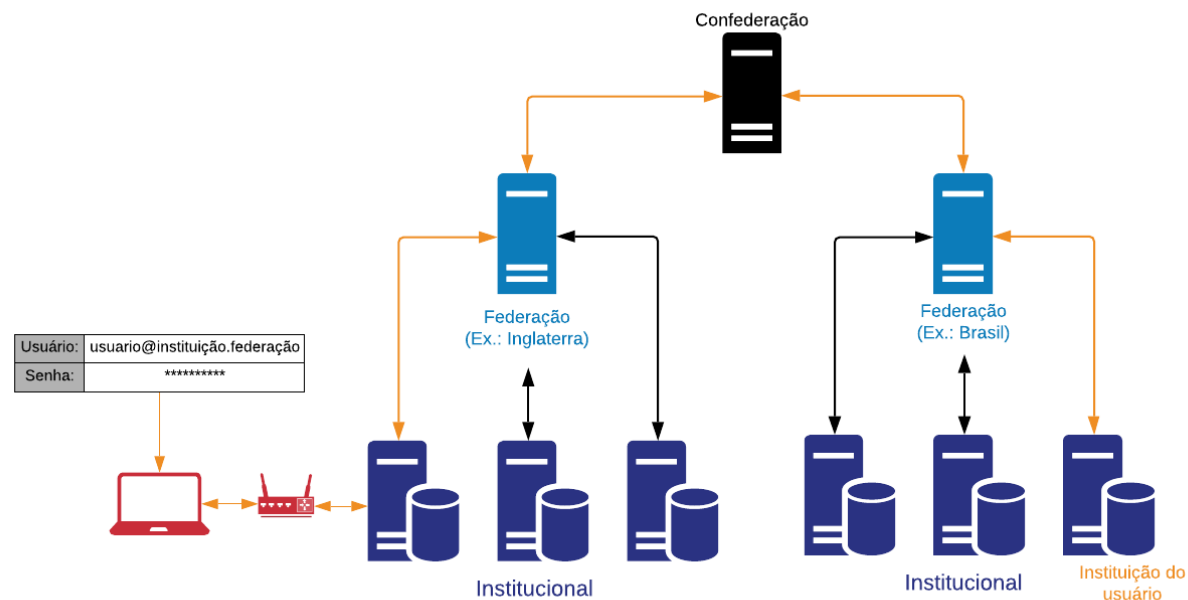 Confederação
Federação
(Ex.: Inglaterra)
Federação
(Ex.: Brasil)
Usuário: usuario@instituição.federação
Senha: **********
Institucional
Institucional
Instituição do
usuário